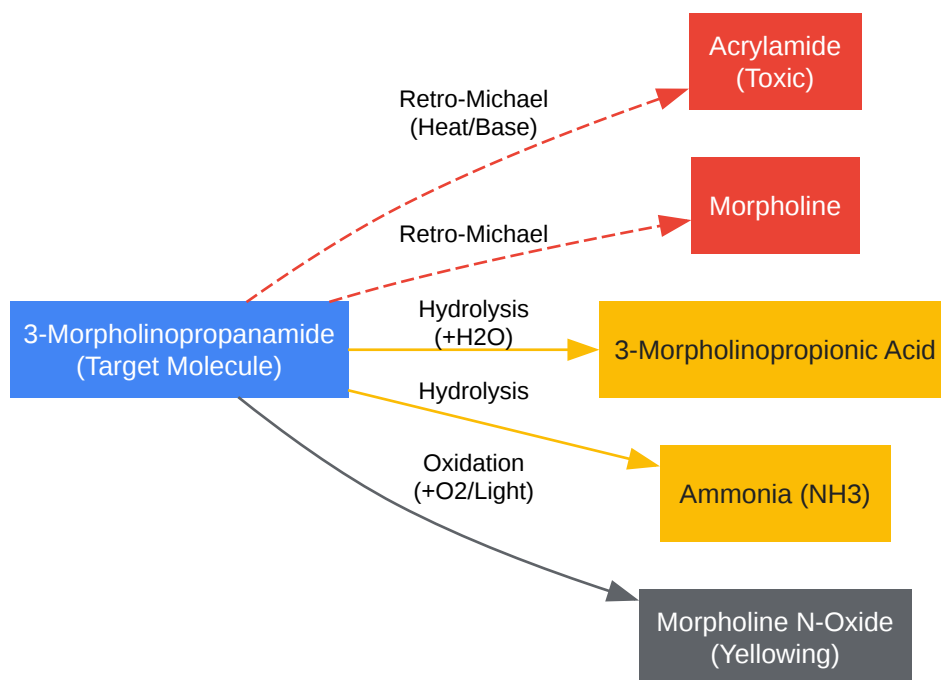 Acrylamide
(Toxic)
Retro-Michael
(Heat/Base)
Morpholine
Retro-Michael
3-Morpholinopropanamide
(Target Molecule)
Hydrolysis
(+H2O)
3-Morpholinopropionic Acid
Hydrolysis
Ammonia (NH3)
Oxidation
(+O2/Light)
Morpholine N-Oxide
(Yellowing)